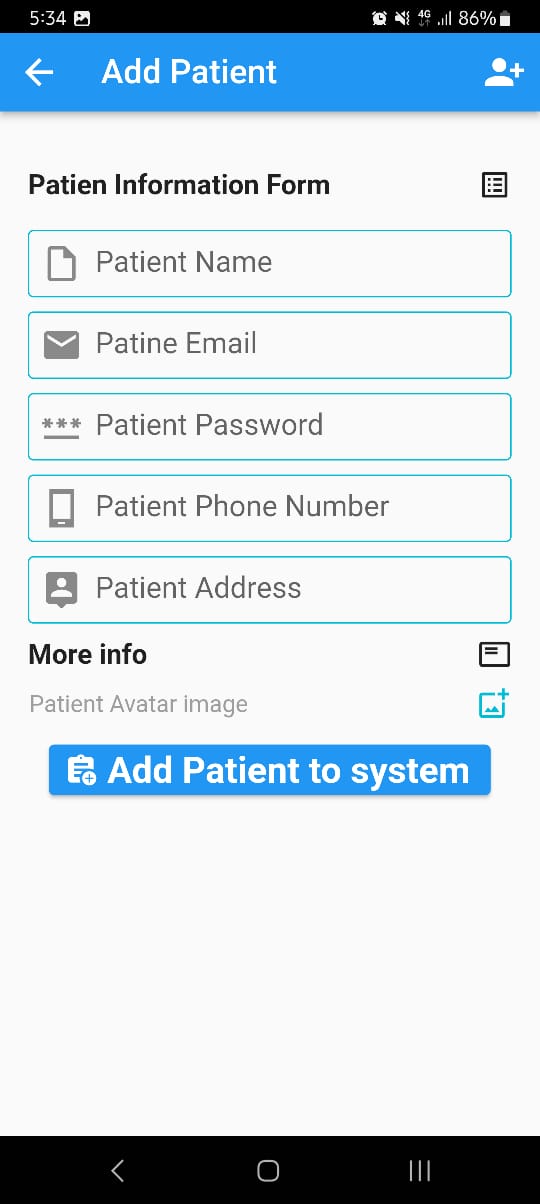 5:34 4G 86%
Add Patient
Patien Information Form
Patient Name
Patine Email
*** Patient Password
Patient Phone Number
Patient Address
More info
Patient Avatar image
Add Patient to system